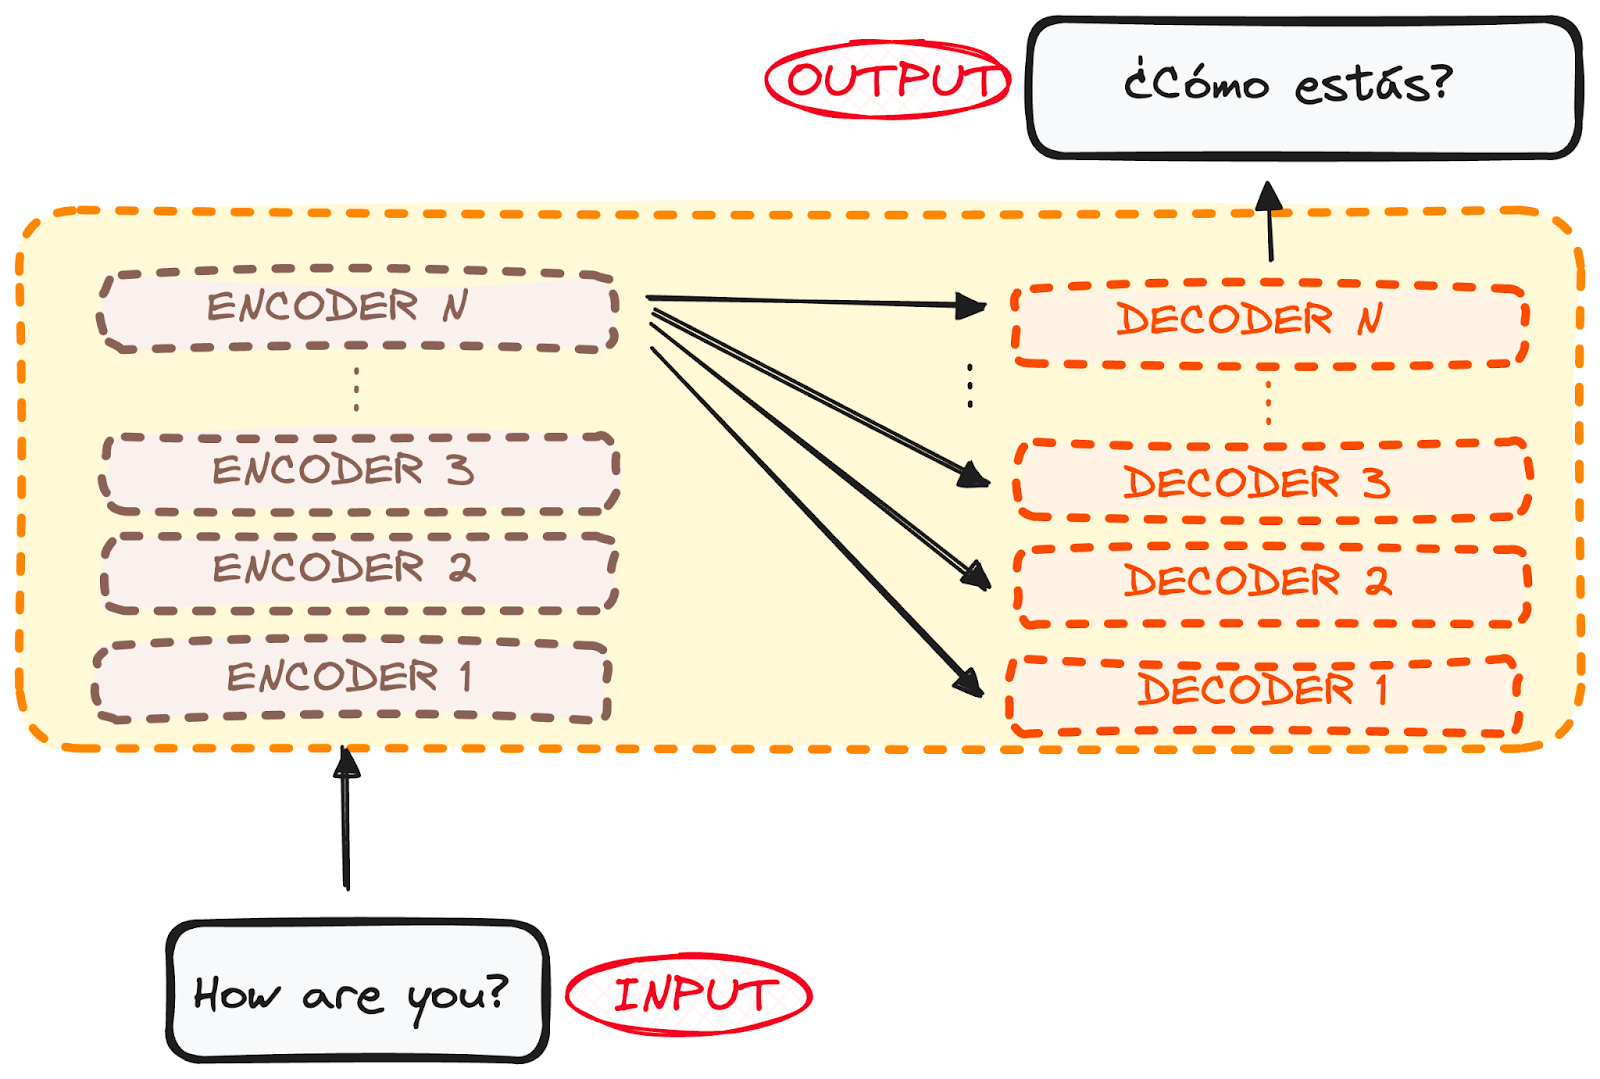 OUTPUT
¿Cómo estás?
ENCODER N
ENCODER 3
ENCODER 2
ENCODER 1
DECODER N
DECODER 3
DECODER 2
DECODER 1
How are you?
INPUT